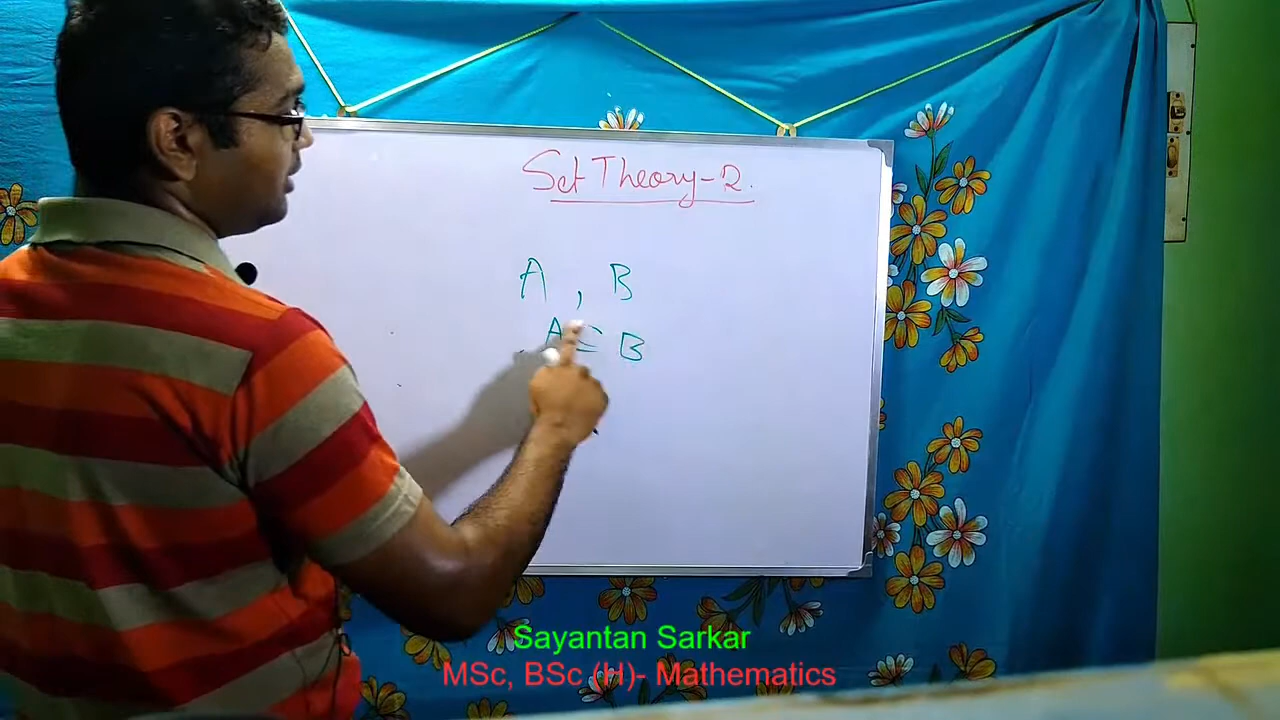 Set Theory-2.
A , B
A ⊆ B
Sayantan Sarkar
MSc, BSc (H)- Mathematics